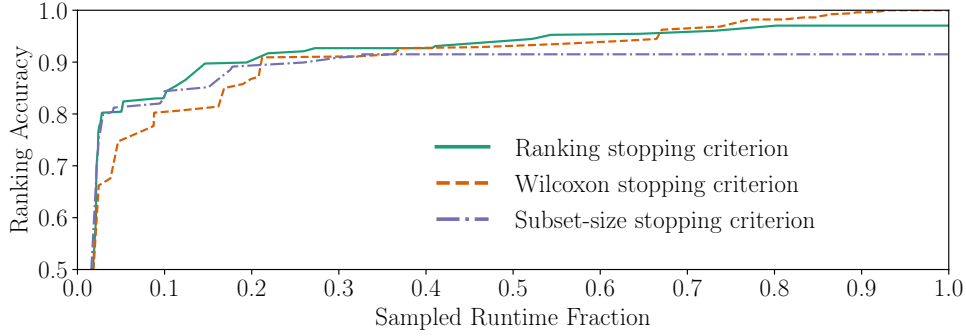 1.0
0.9
0.8
0.7
0.6
0.5
Ranking Accuracy
Ranking stopping criterion
Wilcoxon stopping criterion
Subset-size stopping criterion
0.0 0.1 0.2 0.3 0.4 0.5 0.6 0.7 0.8 0.9 1.0
Sampled Runtime Fraction